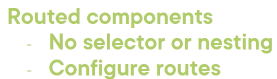 Routed components
- No selector or nesting
- Configure routes